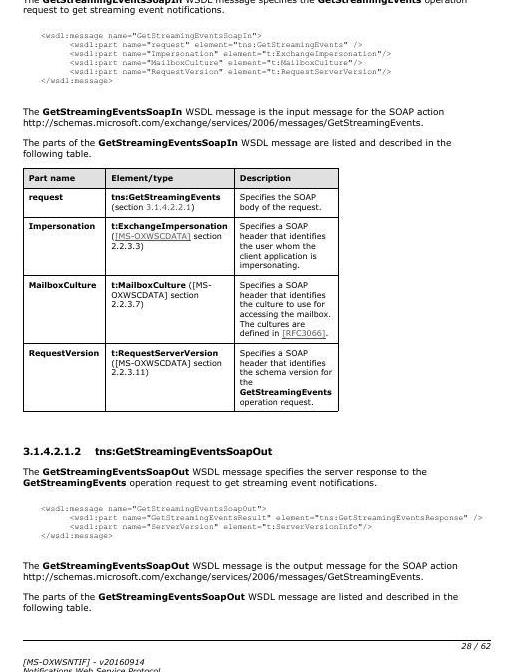 The GetStreamingEventsSoapIn WSDL message specifies the GetStreamingEvents operation
request to get streaming event notifications.
<wsdl:message name="GetStreamingEventsSoapIn">
<wsdl:part name="request" element="tns:GetStreamingEvents" />
<wsdl:part name="Impersonation" element="t:ExchangeImpersonation"/>
<wsdl:part name="MailboxCulture" element="t:MailboxCulture"/>
<wsdl:part name="RequestVersion" element="t:RequestServerVersion"/>
</wsdl:message>
The GetStreamingEventsSoapIn WSDL message is the input message for the SOAP action
http://schemas.microsoft.com/exchange/services/2006/messages/GetStreamingEvents.
The parts of the GetStreamingEventsSoapIn WSDL message are listed and described in the
following table.
Part name Element/type Description
request tns:GetStreamingEvents Specifies the SOAP
(section 3.1.4.2.2.1) body of the request.
Impersonation t:ExchangeImpersonation Specifies a SOAP
([MS-OXWSCDATA] section header that identifies
2.2.3.3) the user whom the
client application is
impersonating.
MailboxCulture t:MailboxCulture ([MS- Specifies a SOAP
OXWSCDATA] section header that identifies
2.2.3.7) the culture to use for
accessing the mailbox.
The cultures are
defined in [RFC3066].
RequestVersion t:RequestServerVersion Specifies a SOAP
([MS-OXWSCDATA] section header that identifies
2.2.3.11) the schema version for
the
GetStreamingEvents
operation request.
3.1.4.2.1.2 tns:GetStreamingEventsSoapOut
The GetStreamingEventsSoapOut WSDL message specifies the server response to the
GetStreamingEvents operation request to get streaming event notifications.
<wsdl:message name="GetStreamingEventsSoapOut">
<wsdl:part name="GetStreamingEventsResult" element="tns:GetStreamingEventsResponse" />
<wsdl:part name="ServerVersion" element="t:ServerVersionInfo"/>
</wsdl:message>
The GetStreamingEventsSoapOut WSDL message is the output message for the SOAP action
http://schemas.microsoft.com/exchange/services/2006/messages/GetStreamingEvents.
The parts of the GetStreamingEventsSoapOut WSDL message are listed and described in the
following table.
28 / 62
[MS-OXWSNTIF] - v20160914
Notifications Web Service Protocol